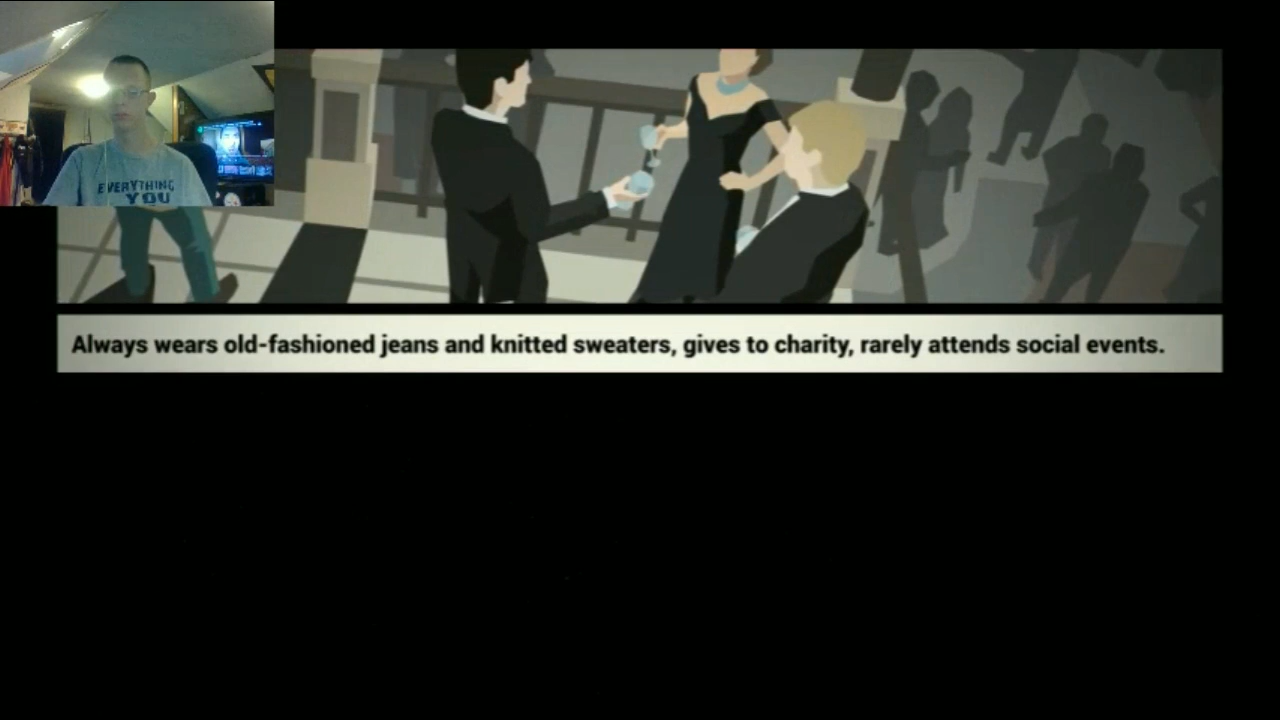 EVERYTHING
YOU
Always wears old-fashioned jeans and knitted sweaters, gives to charity, rarely attends social events.